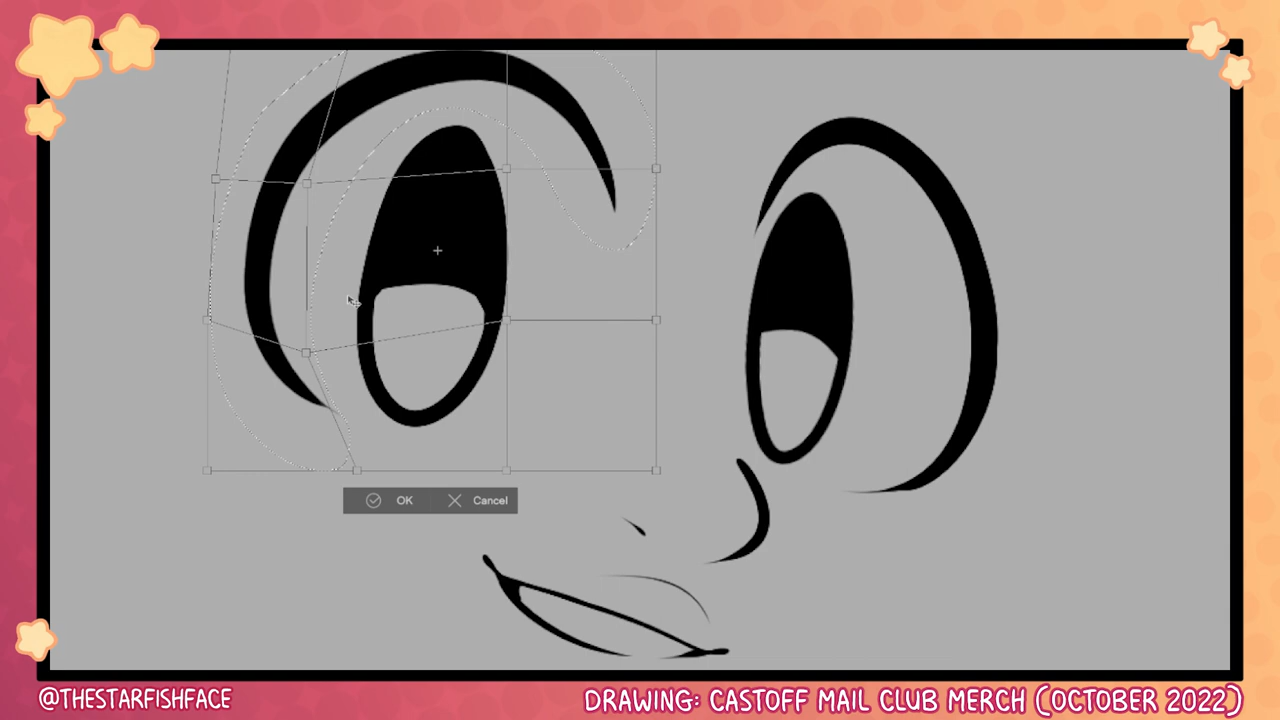 OK Cancel
@THESTARFISHFACE
DRAWING: CASTOFF MAIL CLUB MERCH (OCTOBER 2022)